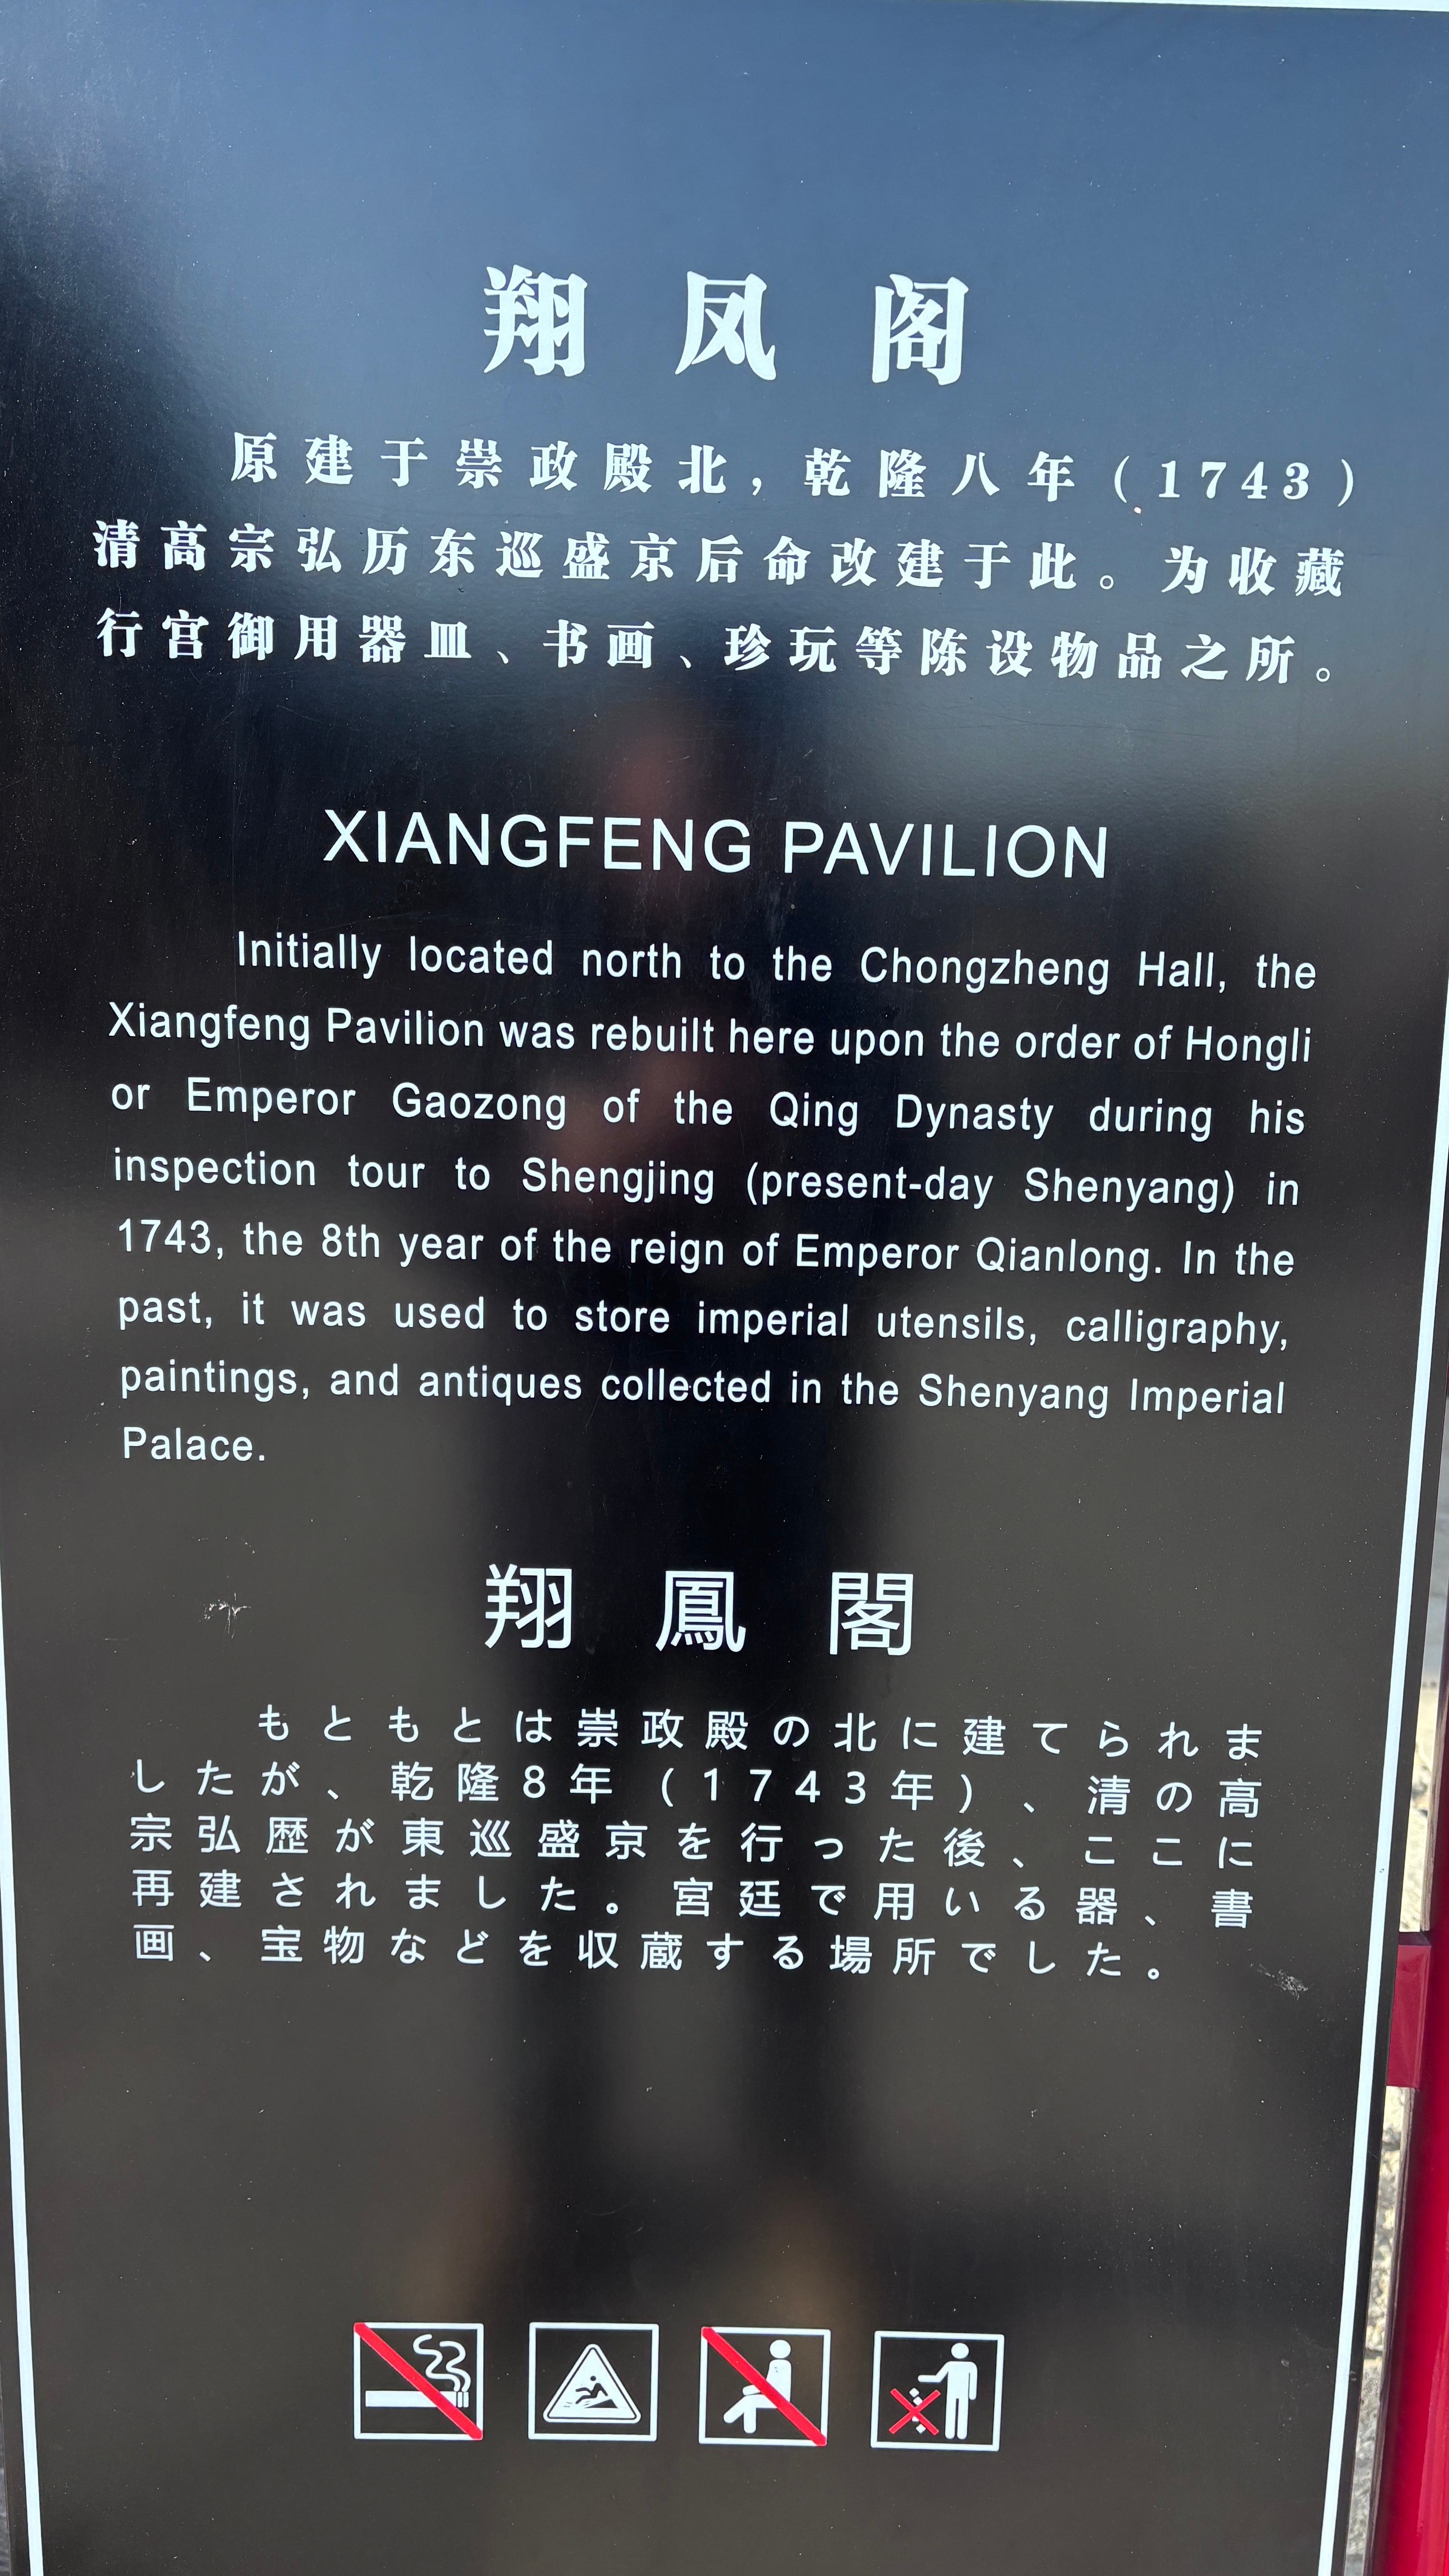 翔凤阁
原建于崇政殿北，乾隆八年（1743）
清高宗弘历东巡盛京后命改建于此。为收藏
行宫御用器皿、书画、珍玩等陈设物品之所。
XIANGFENG PAVILION
Initially located north to the Chongzheng Hall, the
Xiangfeng Pavilion was rebuilt here upon the order of Hongli
or Emperor Gaozong of the Qing Dynasty during his
inspection tour to Shengjing (present-day Shenyang) in
1743, the 8th year of the reign of Emperor Qianlong. In the
past, it was used to store imperial utensils, calligraphy,
paintings, and antiques collected in the Shenyang Imperial
Palace.
翔鳳閣
もともとは崇政殿の北に建てられま
したが、乾隆8年（1743年）、清の高
宗弘歴が東巡盛京を行った後、ここに
再建されました。宮廷で用いる器、書
画、宝物などを収蔵する場所でした。